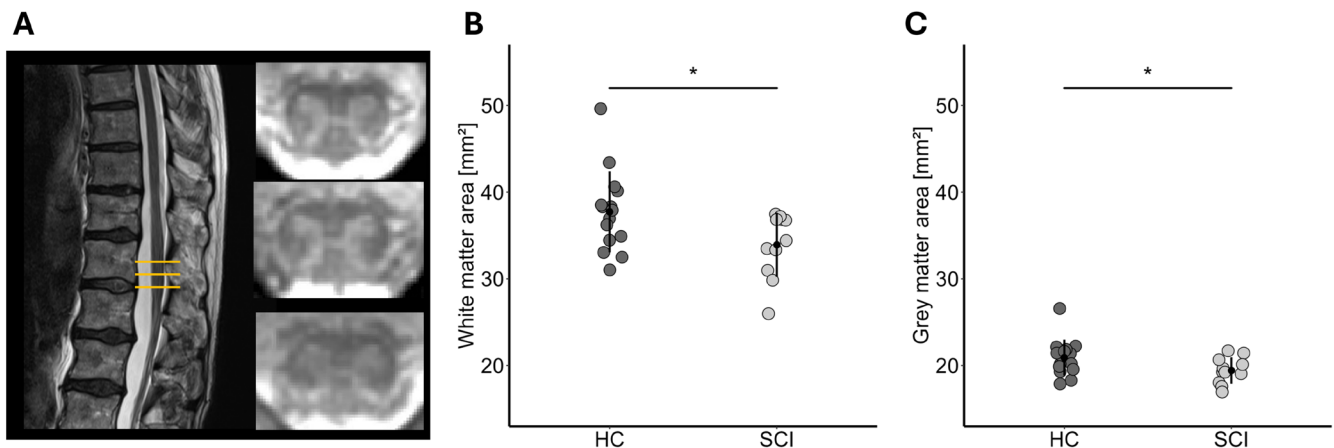 A
B
White matter area [mm²]
50
40
30
20
*
HC
SCI
C
Grey matter area [mm²]
50
40
30
20
*
HC
SCI